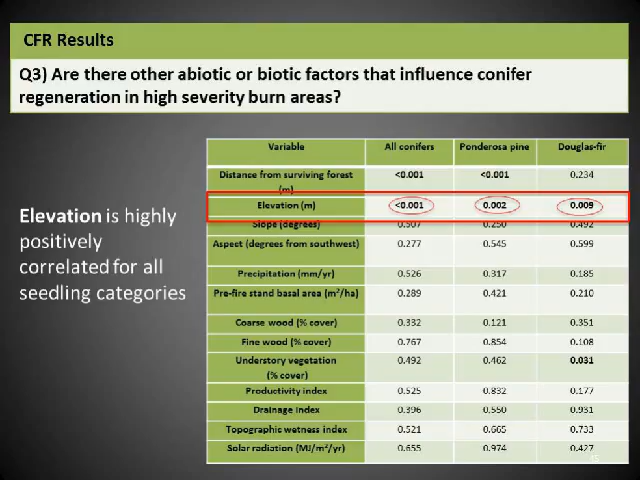 CFR Results
Q3) Are there other abiotic or biotic factors that influence conifer
regeneration in high severity burn areas?
Elevation is highly
positively
correlated for all
seedling categories
Variable All conifers Ponderosa pine Douglas-fir
Distance from surviving forest
(m) <0.001 <0.001 0.234
Elevation (m) <0.001 0.002 0.009
Slope (degrees) 0.507 0.250 0.492
Aspect (degrees from southwest) 0.277 0.545 0.599
Precipitation (mm/yr) 0.526 0.317 0.185
Pre-fire stand basal area (m²/ha) 0.289 0.421 0.210
Coarse wood (% cover) 0.332 0.121 0.351
Fine wood (% cover) 0.767 0.854 0.108
Understory vegetation
(% cover) 0.492 0.462 0.031
Productivity index 0.525 0.832 0.177
Drainage index 0.396 0.550 0.931
Topographic wetness index 0.521 0.665 0.733
Solar radiation (MJ/m²/yr) 0.655 0.974 0.427